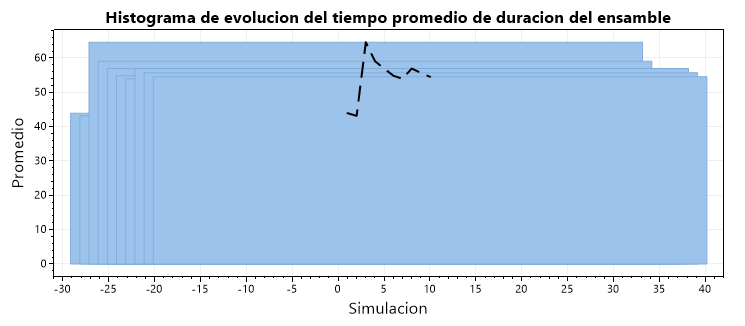 Histograma de evolucion del tiempo promedio de duracion del ensamble
Promedio
60
50
40
30
20
10
0
-30 -25 -20 -15 -10 -5 0 5 10 15 20 25 30 35 40
Simulacion